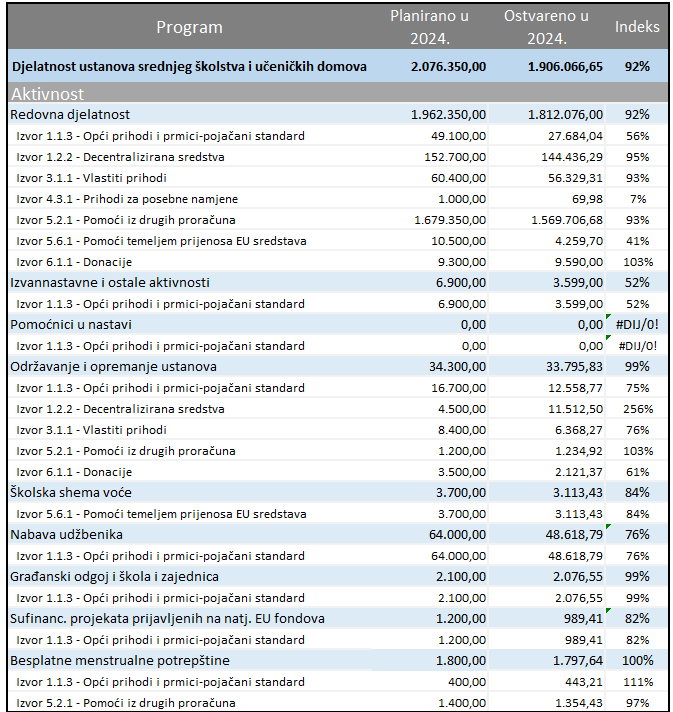 Program Planirano u 2024. Ostvareno u 2024. Indeks
Djelatnost ustanova srednjeg školstva i učeničkih domova 2.076.350,00 1.906.066,65 92%
Aktivnost
Redovna djelatnost 1.962.350,00 1.812.076,00 92%
Izvor 1.1.3 - Opći prihodi i prmici-pojačani standard 49.100,00 27.684,04 56%
Izvor 1.2.2 - Decentralizirana sredstva 152.700,00 144.436,29 95%
Izvor 3.1.1 - Vlastiti prihodi 60.400,00 56.329,31 93%
Izvor 4.3.1 - Prihodi za posebne namjene 1.000,00 69,98 7%
Izvor 5.2.1 - Pomoći iz drugih proračuna 1.679.350,00 1.569.706,68 93%
Izvor 5.6.1 - Pomoći temeljem prijenosa EU sredstava 10.500,00 4.259,70 41%
Izvor 6.1.1 - Donacije 9.300,00 9.590,00 103%
Izvannastavne i ostale aktivnosti 6.900,00 3.599,00 52%
Izvor 1.1.3 - Opći prihodi i prmici-pojačani standard 6.900,00 3.599,00 52%
Pomoćnici u nastavi 0,00 0,00 #DIJ/0!
Izvor 1.1.3 - Opći prihodi i prmici-pojačani standard 0,00 0,00 #DIJ/0!
Održavanje i opremanje ustanova 34.300,00 33.795,83 99%
Izvor 1.1.3 - Opći prihodi i prmici-pojačani standard 16.700,00 12.558,77 75%
Izvor 1.2.2 - Decentralizirana sredstva 4.500,00 11.512,50 256%
Izvor 3.1.1 - Vlastiti prihodi 8.400,00 6.368,27 76%
Izvor 5.2.1 - Pomoći iz drugih proračuna 1.200,00 1.234,92 103%
Izvor 6.1.1 - Donacije 3.500,00 2.121,37 61%
Školska shema voće 3.700,00 3.113,43 84%
Izvor 5.6.1 - Pomoći temeljem prijenosa EU sredstava 3.700,00 3.113,43 84%
Nabava udžbenika 64.000,00 48.618,79 76%
Izvor 1.1.3 - Opći prihodi i prmici-pojačani standard 64.000,00 48.618,79 76%
Građanski odgoj i škola i zajednica 2.100,00 2.076,55 99%
Izvor 1.1.3 - Opći prihodi i prmici-pojačani standard 2.100,00 2.076,55 99%
Sufinanc. projekata prijavljenih na natj. EU fondova 1.200,00 989,41 82%
Izvor 1.1.3 - Opći prihodi i prmici-pojačani standard 1.200,00 989,41 82%
Besplatne menstrualne potrepštine 1.800,00 1.797,64 100%
Izvor 1.1.3 - Opći prihodi i prmici-pojačani standard 400,00 443,21 111%
Izvor 5.2.1 - Pomoći iz drugih proračuna 1.400,00 1.354,43 97%